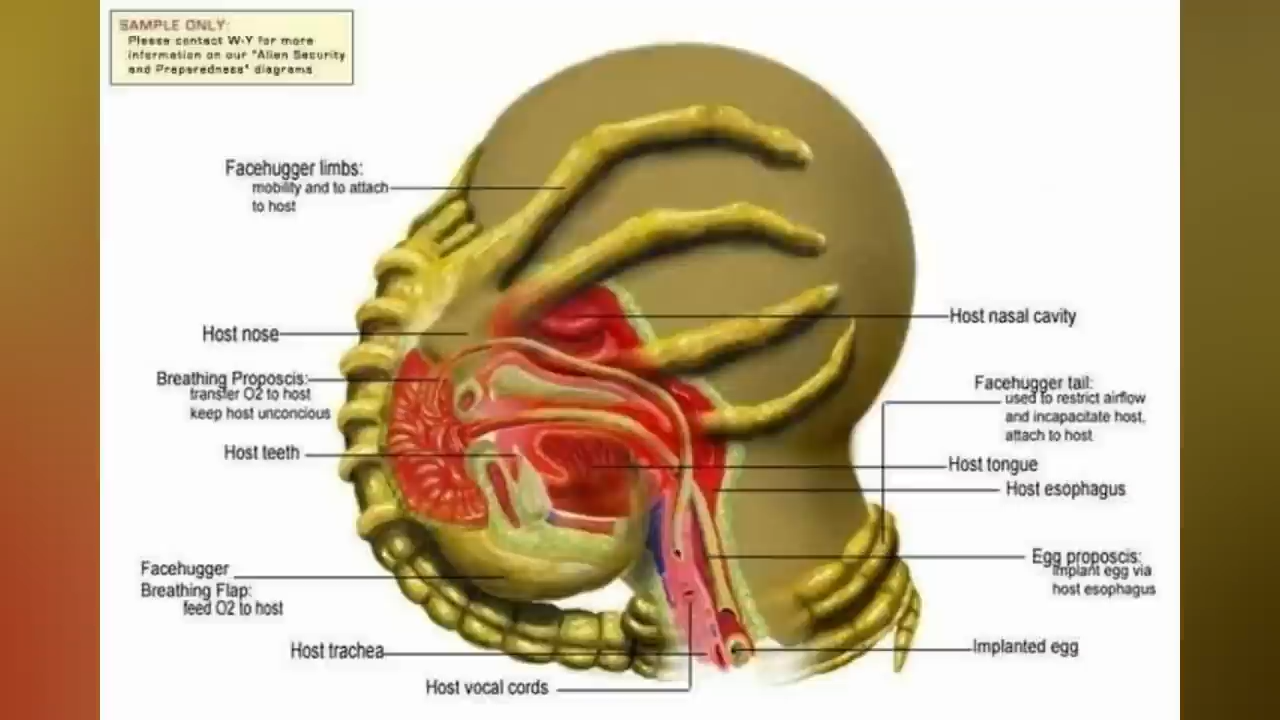 SAMPLE ONLY:
Please contact W-Y for more
information on our "Alien Security
and Preparedness" diagrams
Facehugger limbs:
mobility and to attach
to host
Host nose
Breathing Proposcis:
transfer O2 to host
keep host unconcious
Host teeth
Facehugger
Breathing Flap:
feed O2 to host
Host trachea
Host vocal cords
Host nasal cavity
Facehugger tail:
used to restrict airflow
and incapacitate host,
attach to host
Host tongue
Host esophagus
Egg proposcis:
Implant egg via
host esophagus
Implanted egg